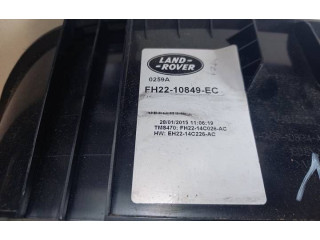 LAND-
ROVER
0259A
FH22-10849-EC
28/01/2015 11:06:19
TMS470: FH22-14C026-AC
HW: EH22-14C226-AC